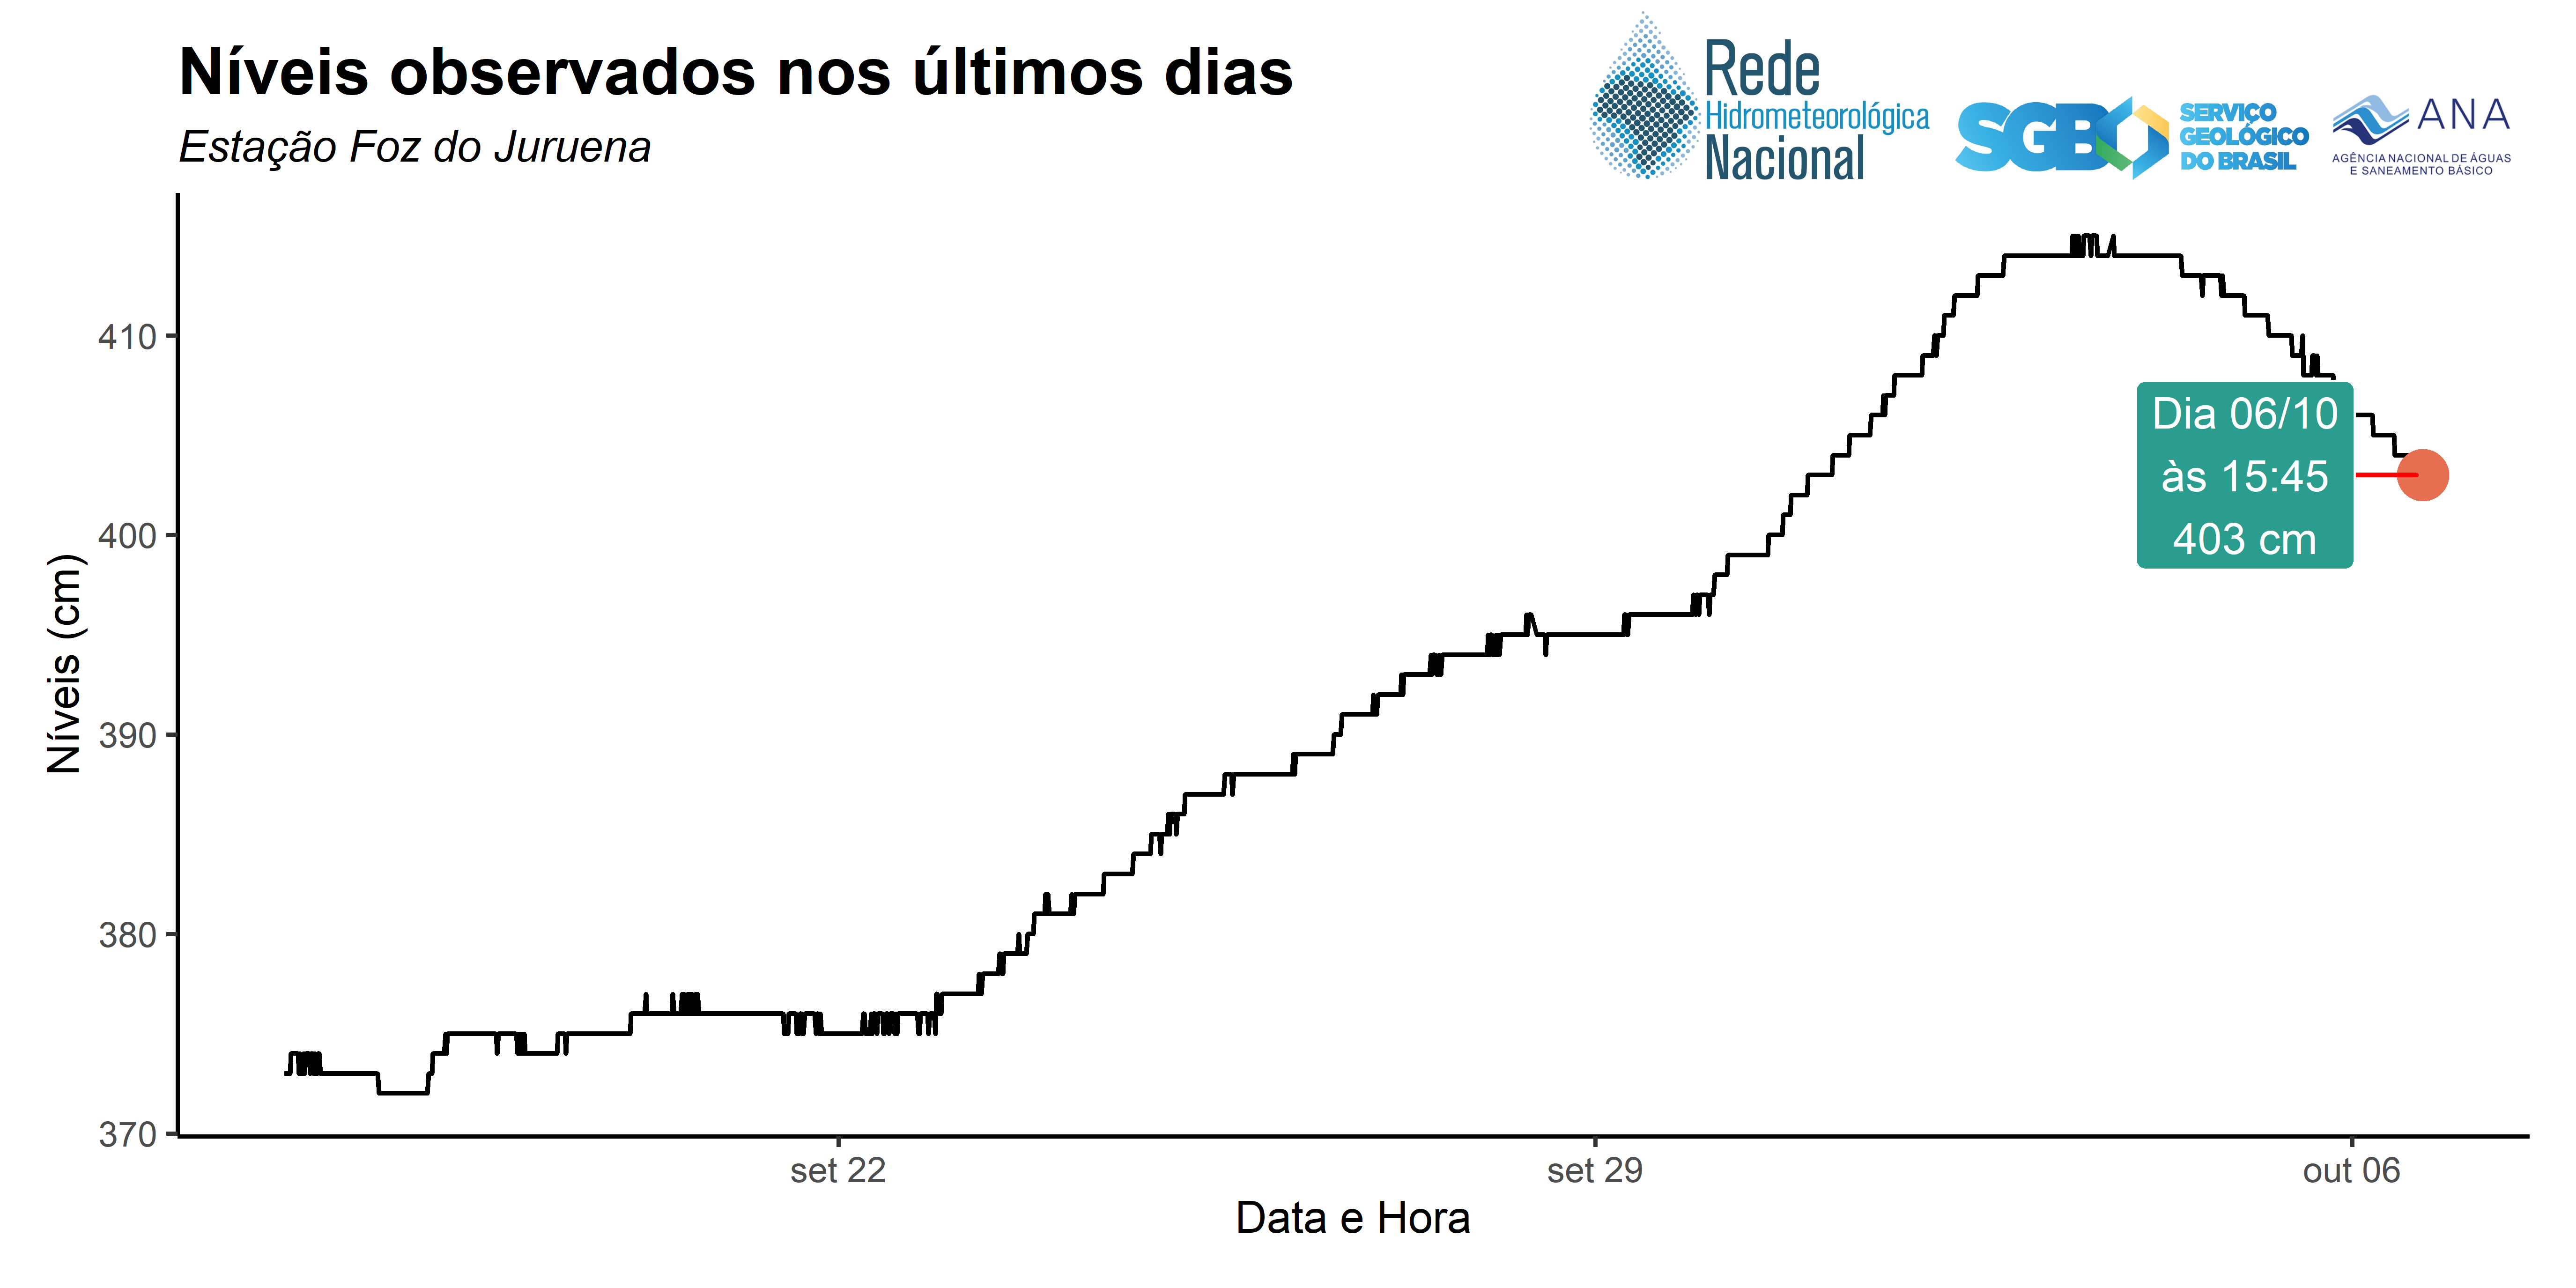 Níveis observados nos últimos dias
Estação Foz do Juruena
Rede
Hidrometeorológica
Nacional
SGB
SERVIÇO
GEOLÓGICO
DO BRASIL
ANA
AGÊNCIA NACIONAL DE ÁGUAS
E SANEAMENTO BÁSICO
Níveis (cm)
410
400
390
380
370
Dia 06/10
às 15:45
403 cm
set 22
set 29
out 06
Data e Hora